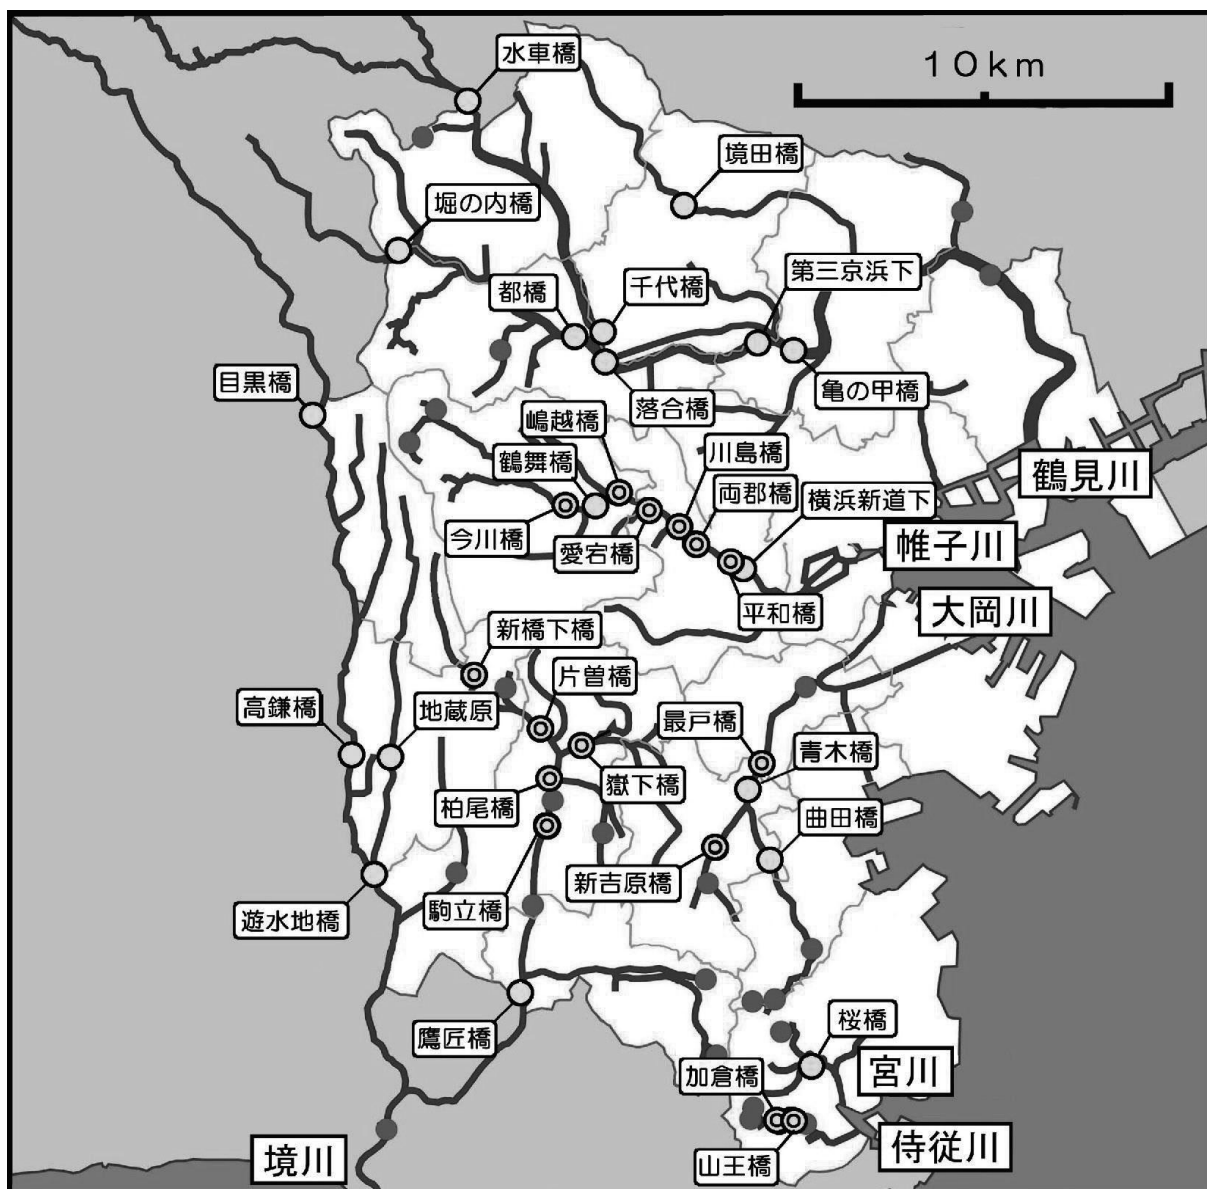 水車橋
10km
境田橋
堀の内橋
第三京浜下
千代橋
都橋
目黒橋
亀の甲橋
落合橋
嶋越橋
川島橋
鶴舞橋
両郡橋
横浜新道下
鶴見川
今川橋
愛宕橋
帷子川
平和橋
大岡川
新橋下橋
片曽橋
高鎌橋
地蔵原
最戸橋
青木橋
柏尾橋
嶽下橋
曲田橋
新吉原橋
遊水地橋
駒立橋
鷹匠橋
桜橋
加倉橋
宮川
侍従川
境川
山王橋